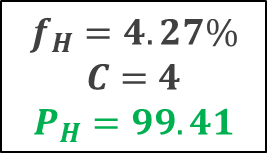 f_H = 4.27%
C = 4
P_H = 99.41